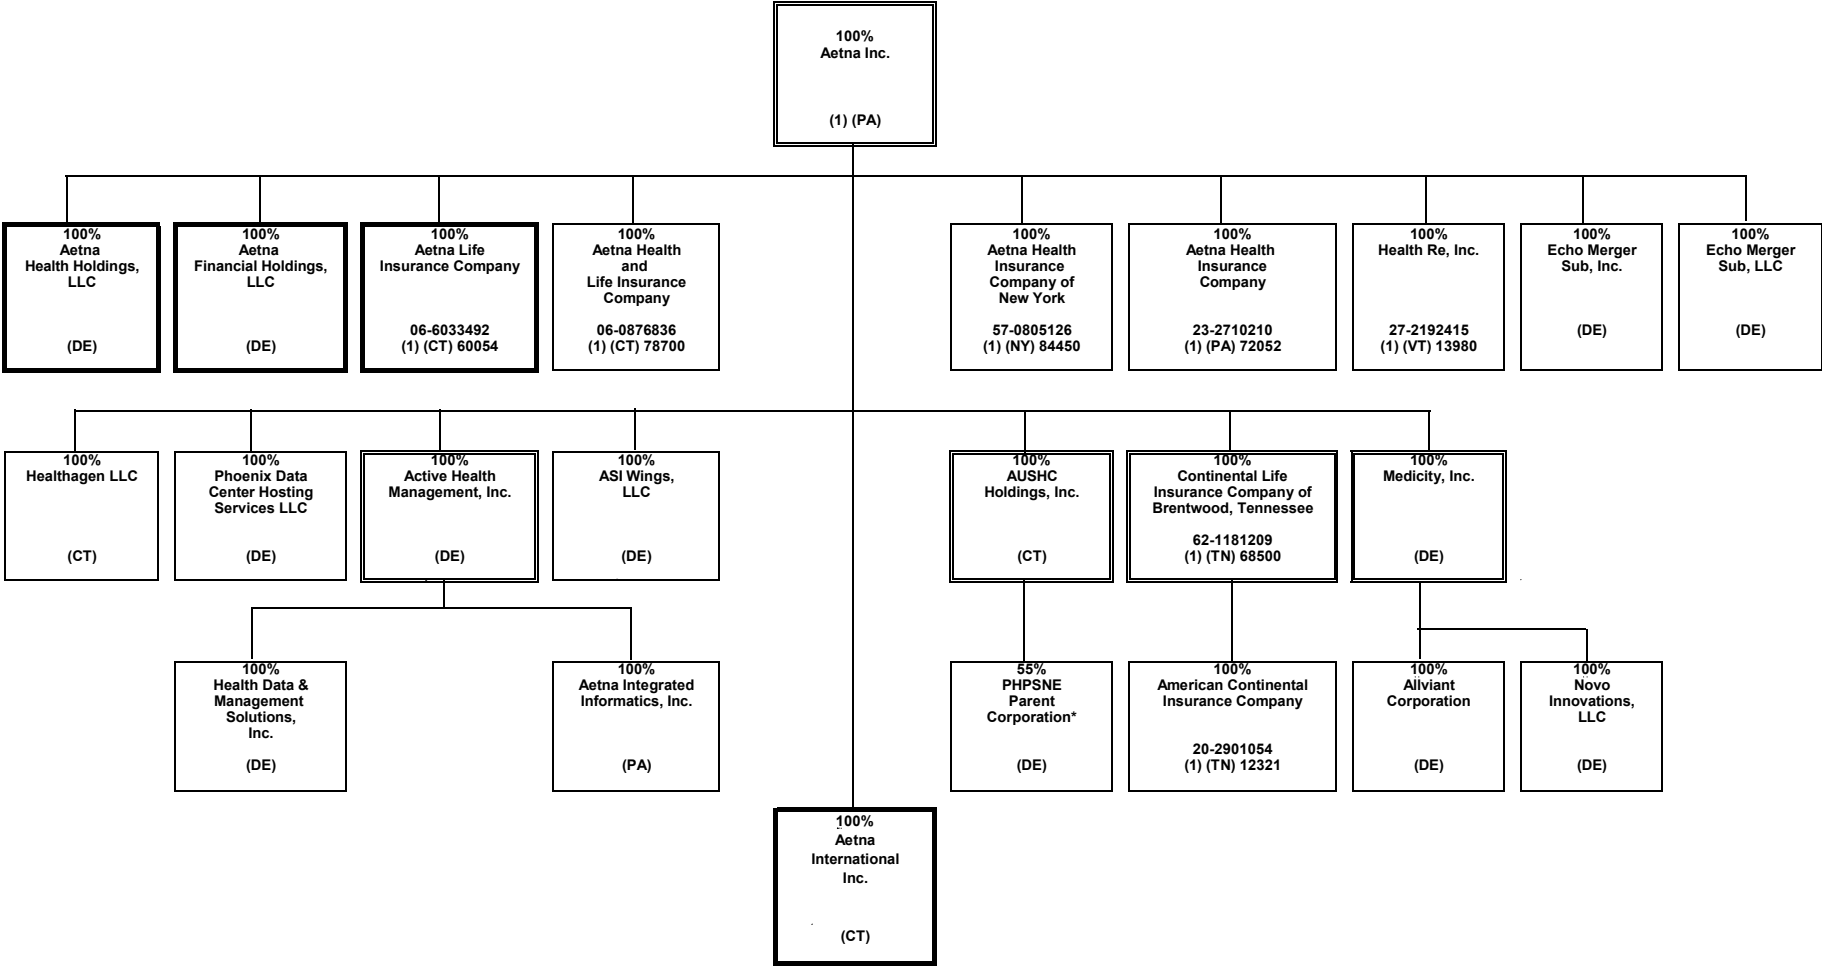 100%
Aetna Inc.
(1) (PA)
100%
Aetna
Health Holdings,
LLC
(DE)
100%
Aetna
Financial Holdings,
LLC
(DE)
100%
Aetna Life
Insurance Company
06-6033492
(1) (CT) 60054
100%
Aetna Health
and
Life Insurance
Company
06-0876836
(1) (CT) 78700
100%
Aetna Health
Insurance
Company of
New York
57-0805126
(1) (NY) 84450
100%
Aetna Health
Insurance
Company
23-2710210
(1) (PA) 72052
100%
Health Re, Inc.
27-2192415
(1) (VT) 13980
100%
Echo Merger
Sub, Inc.
(DE)
100%
Echo Merger
Sub, LLC
(DE)
100%
Healthagen LLC
(CT)
100%
Phoenix Data
Center Hosting
Services LLC
(DE)
100%
Active Health
Management, Inc.
(DE)
100%
ASI Wings,
LLC
(DE)
100%
AUSHC
Holdings, Inc.
(CT)
100%
Continental Life
Insurance Company of
Brentwood, Tennessee
62-1181209
(1) (TN) 68500
100%
Medicity, Inc.
(DE)
100%
Health Data &
Management
Solutions,
Inc.
(DE)
100%
Aetna Integrated
Informatics, Inc.
(PA)
55%
PHPSNE
Parent
Corporation*
(DE)
100%
American Continental
Insurance Company
20-2901054
(1) (TN) 12321
100%
Allviant
Corporation
(DE)
100%
Novo
Innovations,
LLC
(DE)
100%
Aetna
International
Inc.
(CT)